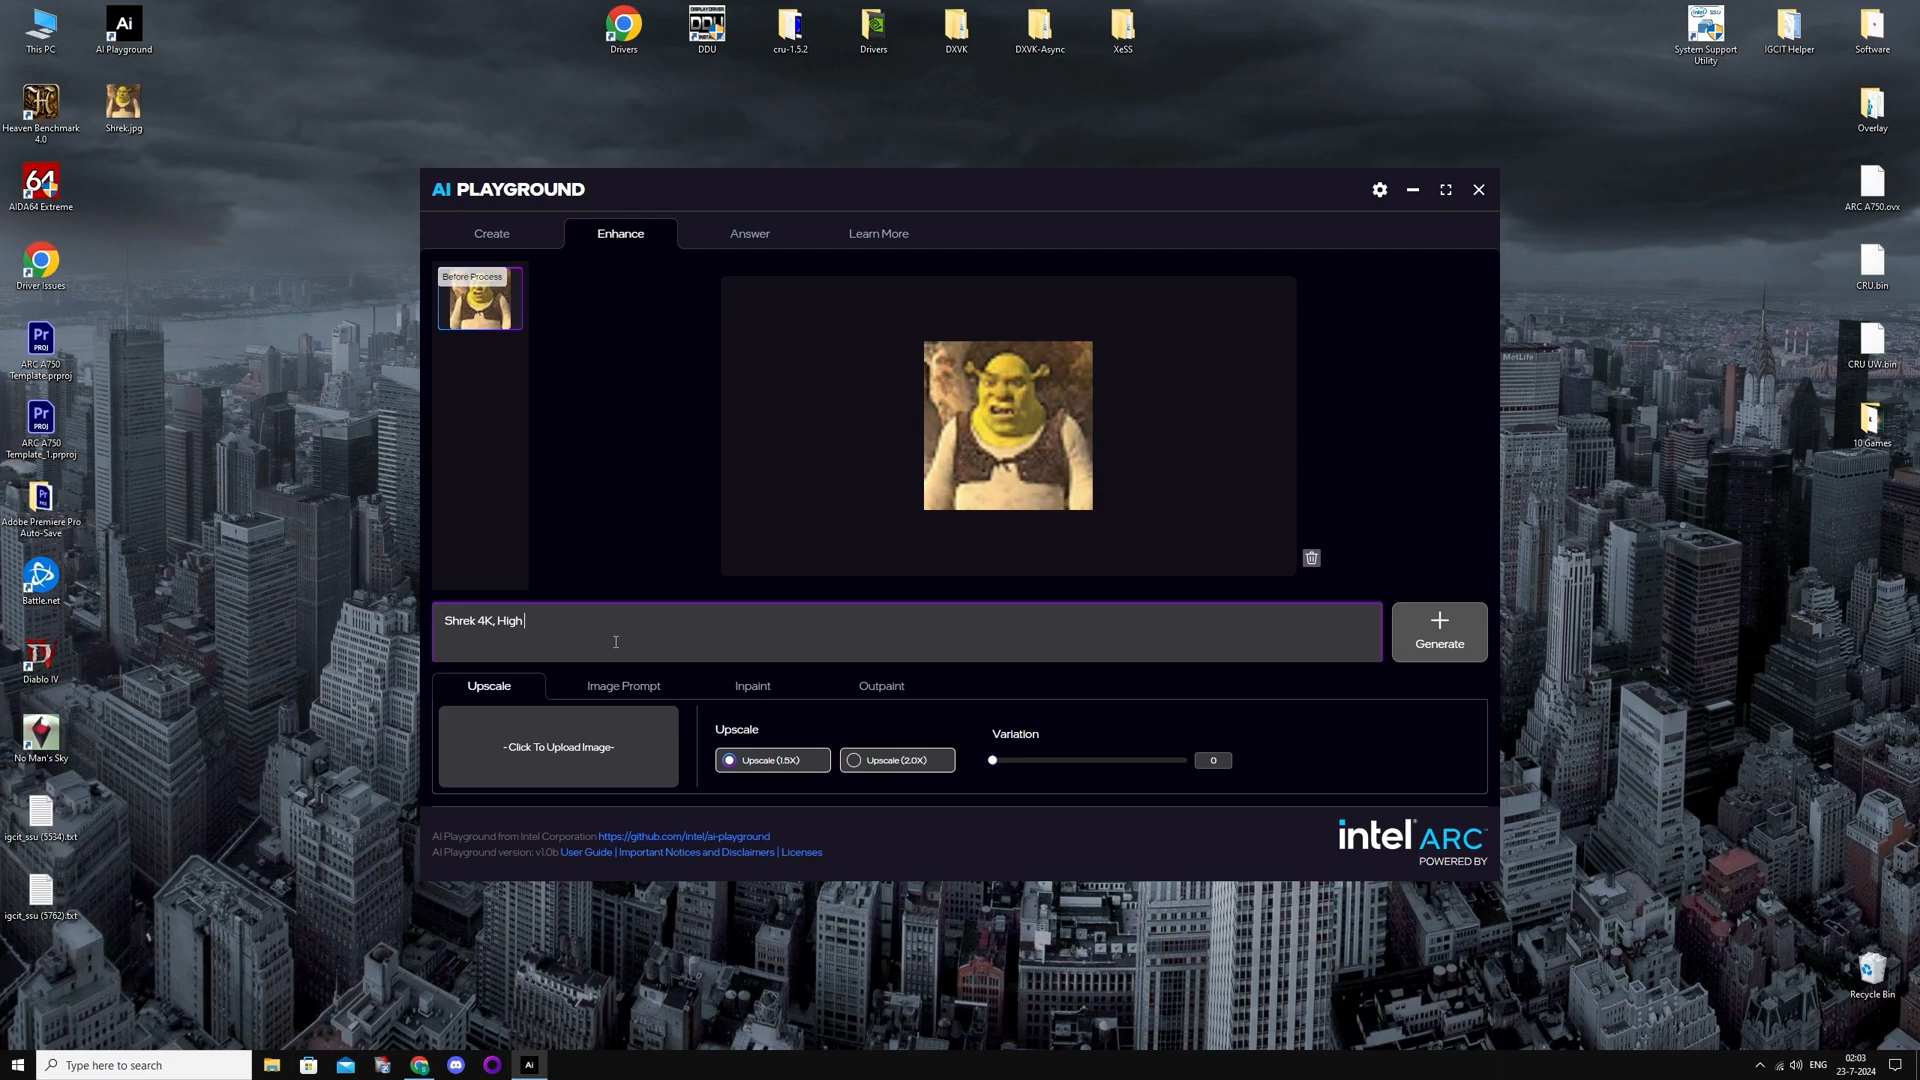 This PC
AI Playground
Drivers
DDU
cru-1.5.2
Drivers
DXVK
DXVK-Async
XeSS
System Support
Utility
IGCIT Helper
Software
Heaven Benchmark
4.0
Shrek.jpg
Overlay
AIDA64 Extreme
ARC A750.ovx
Driver Issues
CRU.bin
ARC A750
Template.prproj
CRU UW.bin
ARC A750
Template_1.prproj
10 Games
Adobe Premiere Pro
Auto-Save
Battle.net
Diablo IV
No Man's Sky
igcit_ssu (5534).txt
igcit_ssu (5762).txt
Recycle Bin
MetLife
AI PLAYGROUND
Create
Enhance
Answer
Learn More
Before Process
Shrek 4K, High
Generate
Upscale
Image Prompt
Inpaint
Outpaint
- Click To Upload Image-
Upscale
Upscale (1.5X)
Upscale (2.0X)
Variation
0
AI Playground from Intel Corporation https://github.com/intel/ai-playground
AI Playground version: v1.0b User Guide | Important Notices and Disclaimers | Licenses
intel ARC
POWERED BY
Type here to search
Ai
ENG
02:03
23-7-2024